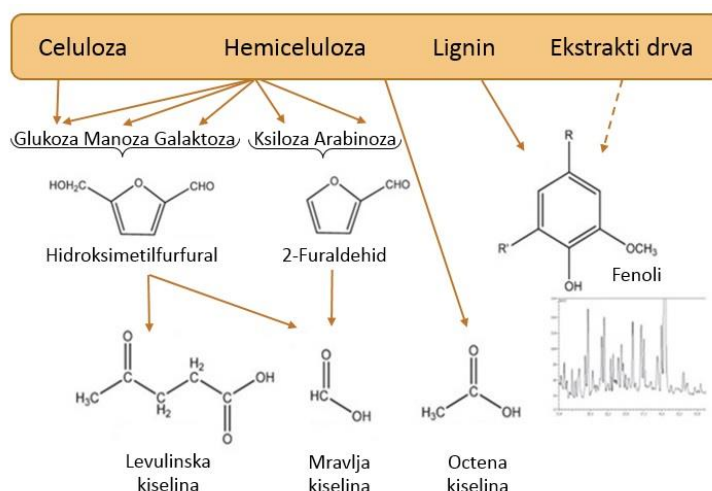 Celuloza Hemiceluloza Lignin Ekstrakti drva
Glukoza Manoza Galaktoza Ksiloza Arabinoza
R
HOH₂C O CHO O CHO
R' OCH₃
Hidroksimetilfurfural 2-Furaldehid
OH Fenoli
O
H₂
C
H₃C C
H₂ OH
O
O
HC
OH
O
H₃C OH
Levulinska
kiselina
Mravlja
kiselina
Octena
kiselina